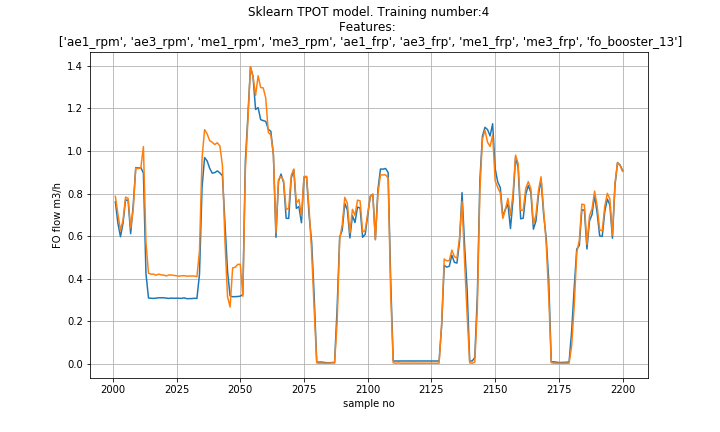 Sklearn TPOT model. Training number:4
Features:
['ae1_rpm', 'ae3_rpm', 'me1_rpm', 'me3_rpm', 'ae1_frp', 'ae3_frp', 'me1_frp', 'me3_frp', 'fo_booster_13']
1.4
1.2
1.0
0.8
0.6
0.4
0.2
0.0
FO flow m3/h
2000 2025 2050 2075 2100 2125 2150 2175 2200
sample no